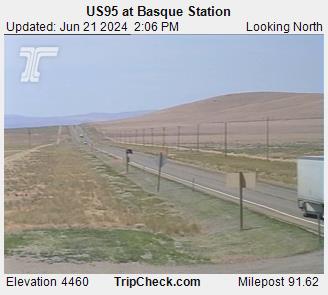 US95 at Basque Station
Updated: Jun 21 2024 2:06 PM Looking North
Elevation 4460 TripCheck.com Milepost 91.62